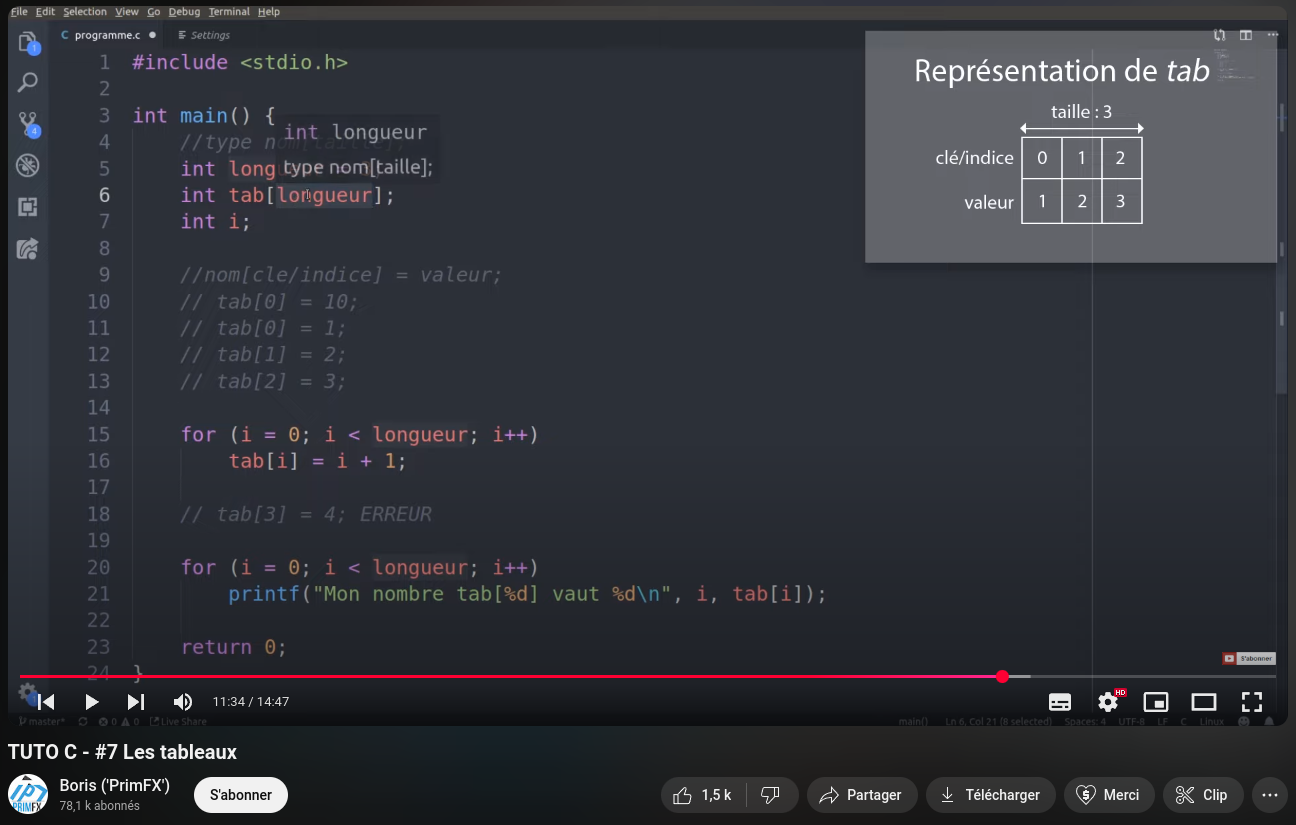 File Edit Selection View Go Debug Terminal Help
C programme.c Settings
1 #include <stdio.h>
2
3 int main() {
int longueur
4 //type nom[taille];
type nom[taille];
5 int
6 int tab[longueur];
7 int i;
8
9 //nom[cle/indice] = valeur;
10 // tab[0] = 10;
11 // tab[0] = 1;
12 // tab[1] = 2;
13 // tab[2] = 3;
14
15 for (i = 0; i < longueur; i++)
16 tab[i] = i + 1;
17
18 // tab[3] = 4; ERREUR
19
20 for (i = 0; i < longueur; i++)
21 printf("Mon nombre tab[%d] vaut %d\n", i, tab[i]);
22
23 return 0;
24 }
Représentation de tab
taille : 3
clé/indice 0 1 2
valeur 1 2 3
1
4
S'abonner
11:34 / 14:47
HD
master* 0 0 Live Share main() Ln 6, Col 21 (8 selected) Spaces: 4 UTF-8 LF C Linux
TUTO C - #7 Les tableaux
PRIMFX
Boris ('PrimFX')
78,1 k abonnés
S'abonner
1,5 k Partager Télécharger Merci Clip